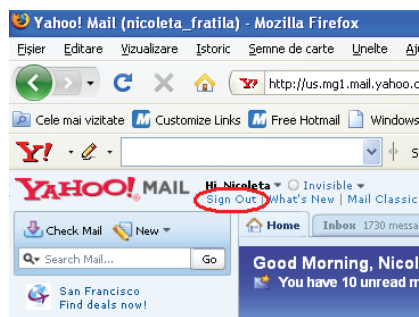 Yahoo! Mail (nicoleta_fratila) - Mozilla Firefox
Fişier Editare Vizualizare Istoric Semne de carte Unelte
http://us.mg1.mail.yahoo.c
Cele mai vizitate Customize Links Free Hotmail Windows
Y!
YAHOO! MAIL Hi, Nicoleta Invisible
Sign Out | What's New | Mail Classic
Check Mail New Home Inbox 1730 messa
Search Mail... Go Good Morning, Nicol
You have 10 unread m
San Francisco
Find deals now!